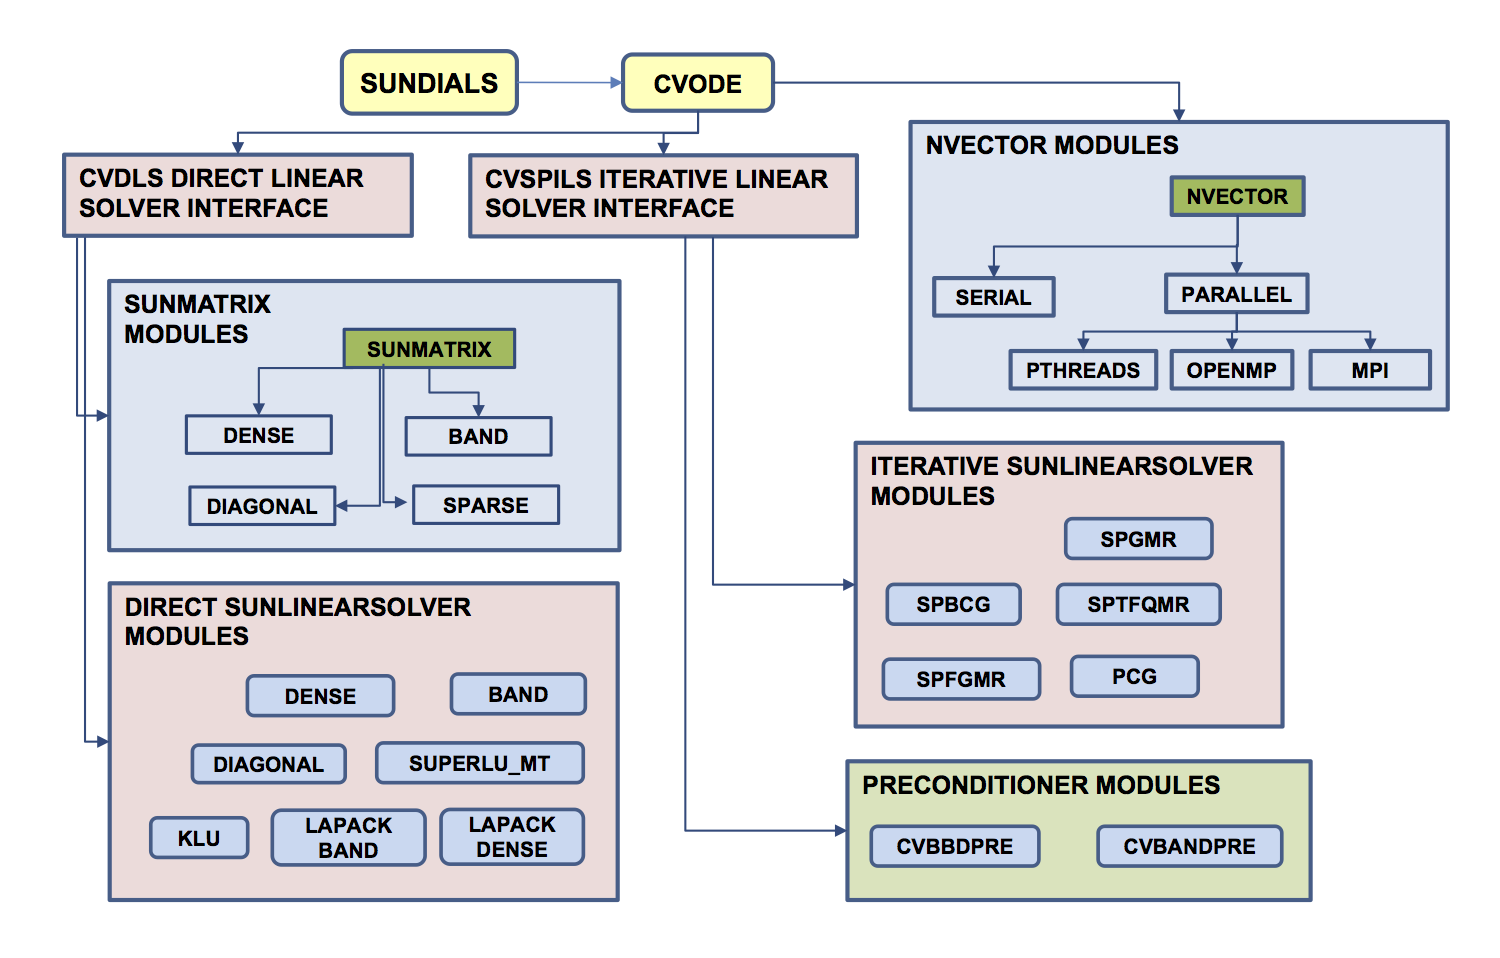 SUNDIALS
CVODE
CVDLS DIRECT LINEAR
SOLVER INTERFACE
CVSPILS ITERATIVE LINEAR
SOLVER INTERFACE
NVECTOR MODULES
NVECTOR
SERIAL
PARALLEL
PTHREADS
OPENMP
MPI
SUNMATRIX
MODULES
SUNMATRIX
DENSE
BAND
DIAGONAL
SPARSE
DIRECT SUNLINEARSOLVER
MODULES
DENSE
BAND
DIAGONAL
SUPERLU_MT
KLU
LAPACK
BAND
LAPACK
DENSE
ITERATIVE SUNLINEARSOLVER
MODULES
SPGMR
SPBCG
SPTFQMR
SPFGMR
PCG
PRECONDITIONER MODULES
CVBBDPRE
CVBANDPRE